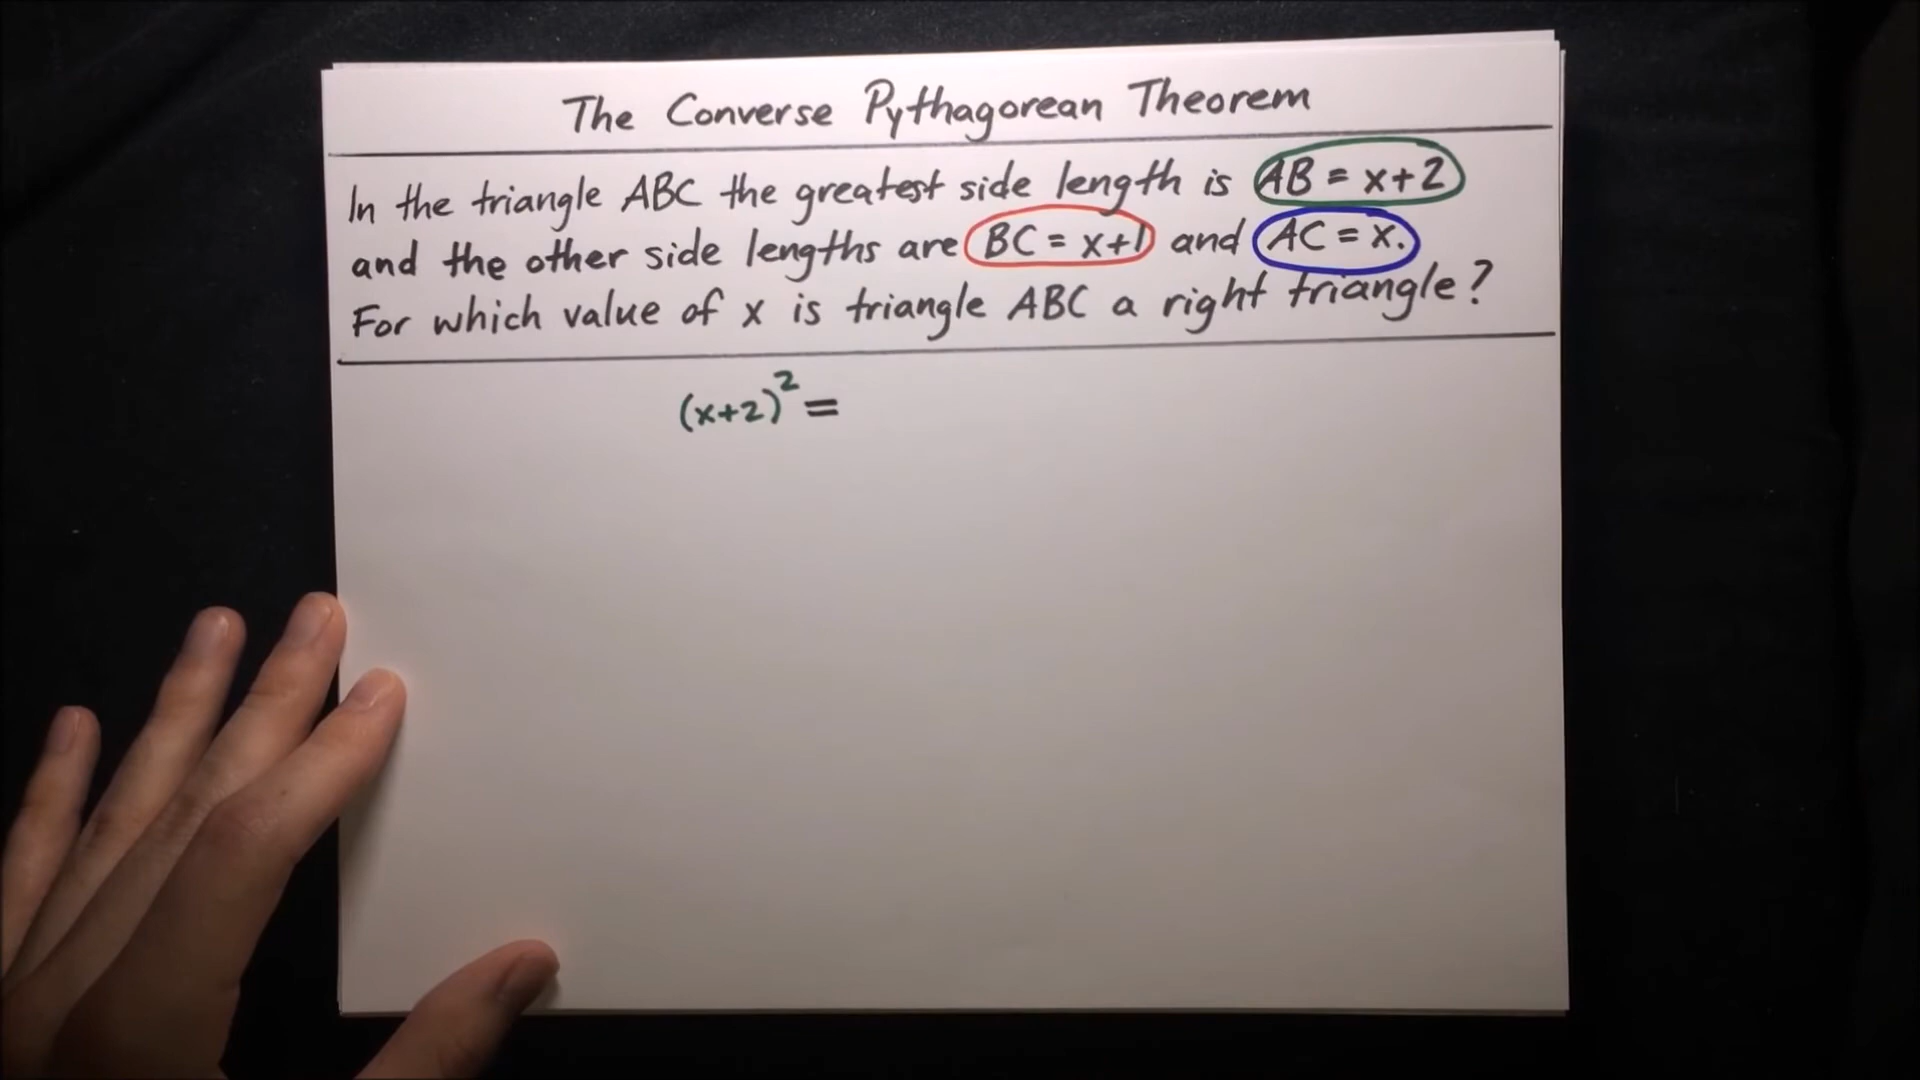 The Converse Pythagorean Theorem
In the triangle ABC the greatest side length is AB = x+2
and the other side lengths are BC = x+1 and AC = x.
For which value of x is triangle ABC a right triangle?
(x+2)² =